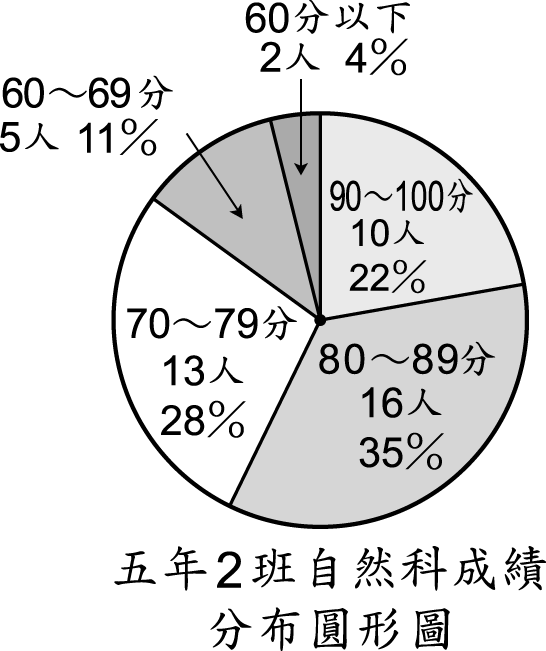 60分以下
2人 4%
60～69分
5人 11%
90～100分
10人
22%
80～89分
16人
35%
70～79分
13人
28%
五年2班自然科成績
分布圓形圖